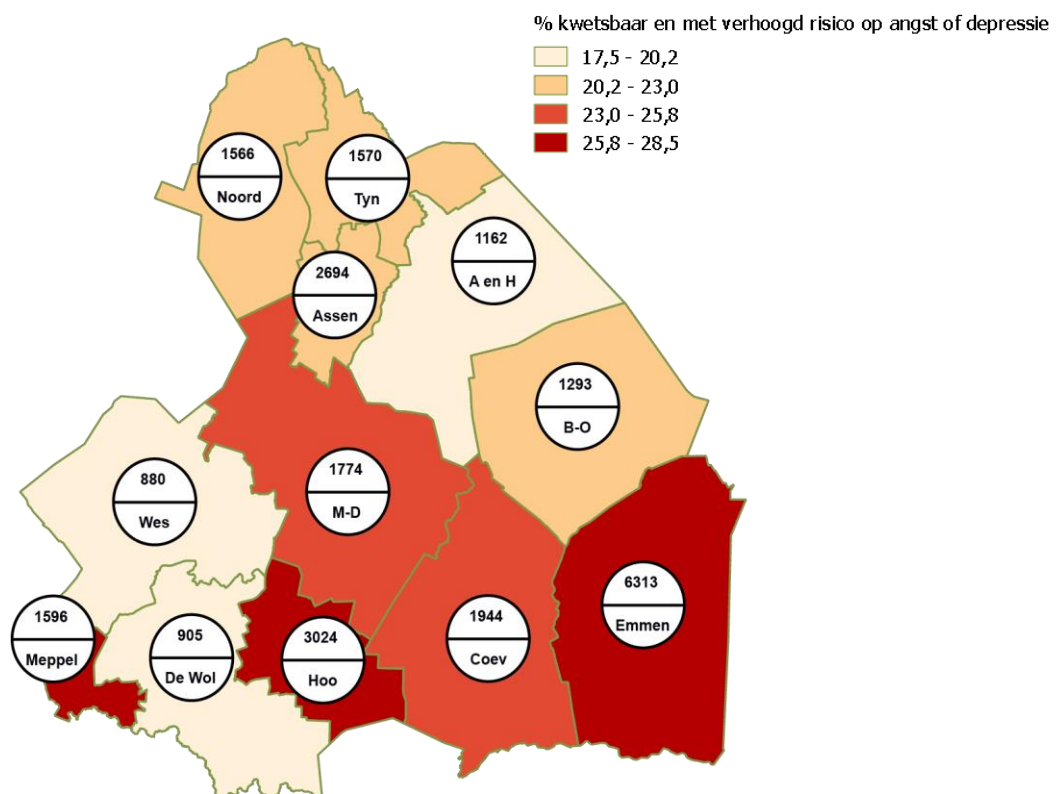 % kwetsbaar en met verhoogd risico op angst of depressie
17,5 - 20,2
20,2 - 23,0
23,0 - 25,8
25,8 - 28,5
1566
Noord
1570
Tyn
1162
A en H
2694
Assen
1293
B-O
1774
M-D
880
Wes
6313
Emmen
1596
Meppel
905
De Wol
3024
Hoo
1944
Coev